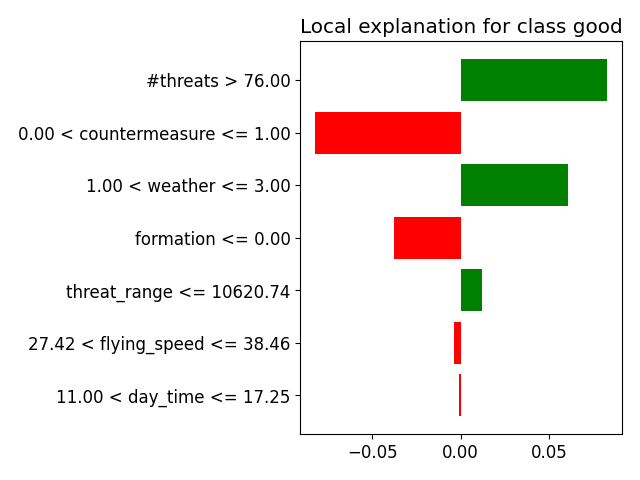 Local explanation for class good
#threats > 76.00
0.00 < countermeasure <= 1.00
1.00 < weather <= 3.00
formation <= 0.00
threat_range <= 10620.74
27.42 < flying_speed <= 38.46
11.00 < day_time <= 17.25
−0.05 0.00 0.05